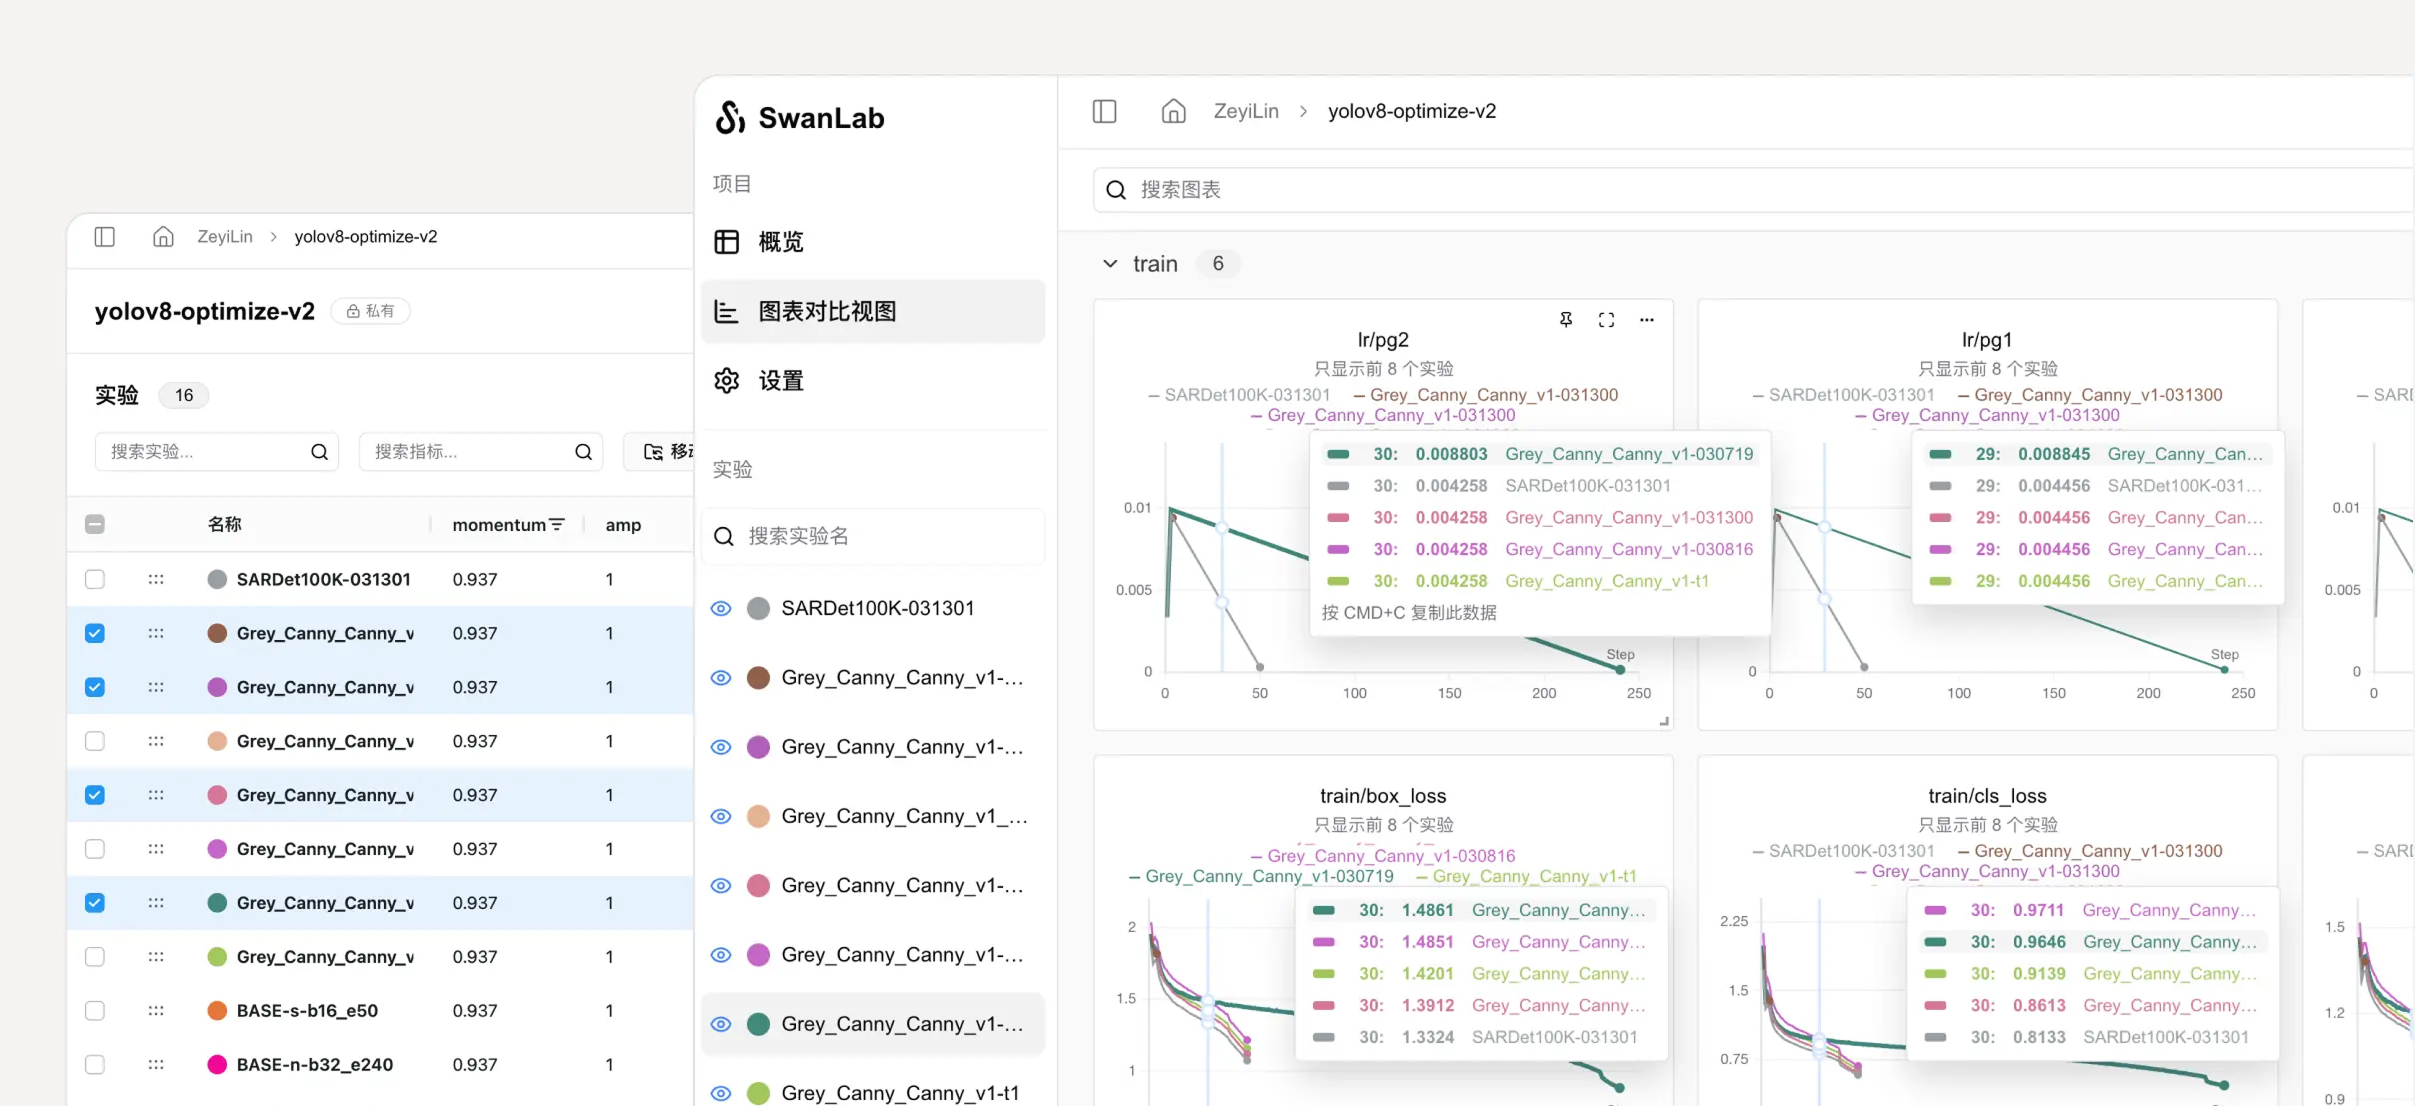 ZeyiLin > yolov8-optimize-v2
yolov8-optimize-v2 私有
实验 16
搜索实验... 搜索指标...
名称 momentum amp
SARDet100K-031301 0.937 1
Grey_Canny_Canny_v 0.937 1
Grey_Canny_Canny_v 0.937 1
Grey_Canny_Canny_v 0.937 1
Grey_Canny_Canny_v 0.937 1
Grey_Canny_Canny_v 0.937 1
Grey_Canny_Canny_v 0.937 1
Grey_Canny_Canny_v 0.937 1
BASE-s-b16_e50 0.937 1
BASE-n-b32_e240 0.937 1
SwanLab
项目
概览
图表对比视图
设置
实验
搜索实验名
SARDet100K-031301
Grey_Canny_Canny_v1-...
Grey_Canny_Canny_v1-...
Grey_Canny_Canny_v1_...
Grey_Canny_Canny_v1-...
Grey_Canny_Canny_v1-...
Grey_Canny_Canny_v1-...
Grey_Canny_Canny_v1-t1
ZeyiLin > yolov8-optimize-v2
搜索图表
train 6
lr/pg2
只显示前 8 个实验
SARDet100K-031301 Grey_Canny_Canny_v1-031300
Grey_Canny_Canny_v1-031300
30: 0.008803 Grey_Canny_Canny_v1-030719
30: 0.004258 SARDet100K-031301
30: 0.004258 Grey_Canny_Canny_v1-031300
30: 0.004258 Grey_Canny_Canny_v1-030816
30: 0.004258 Grey_Canny_Canny_v1-t1
按 CMD+C 复制此数据
0.01
0.005
0
Step
0 50 100 150 200 250
lr/pg1
只显示前 8 个实验
SARDet100K-031301 Grey_Canny_Canny_v1-031300
Grey_Canny_Canny_v1-031300
29: 0.008845 Grey_Canny_Can...
29: 0.004456 SARDet100K-031...
29: 0.004456 Grey_Canny_Can...
29: 0.004456 Grey_Canny_Can...
29: 0.004456 Grey_Canny_Can...
0
Step
0 50 100 150 200 250
0.01
0.005
0
0
train/box_loss
只显示前 8 个实验
Grey_Canny_Canny_v1-030816
Grey_Canny_Canny_v1-030719 Grey_Canny_Canny_v1-t1
30: 1.4861 Grey_Canny_Canny...
30: 1.4851 Grey_Canny_Canny...
30: 1.4201 Grey_Canny_Canny...
30: 1.3912 Grey_Canny_Canny...
30: 1.3324 SARDet100K-031301
2
1.5
1
train/cls_loss
只显示前 8 个实验
SARDet100K-031301 Grey_Canny_Canny_v1-031300
Grey_Canny_Canny_v1-031300
30: 0.9711 Grey_Canny_Canny...
30: 0.9646 Grey_Canny_Canny...
30: 0.9139 Grey_Canny_Canny...
30: 0.8613 Grey_Canny_Canny...
30: 0.8133 SARDet100K-031301
2.25
1.5
0.75
1.5
1.2
0.9